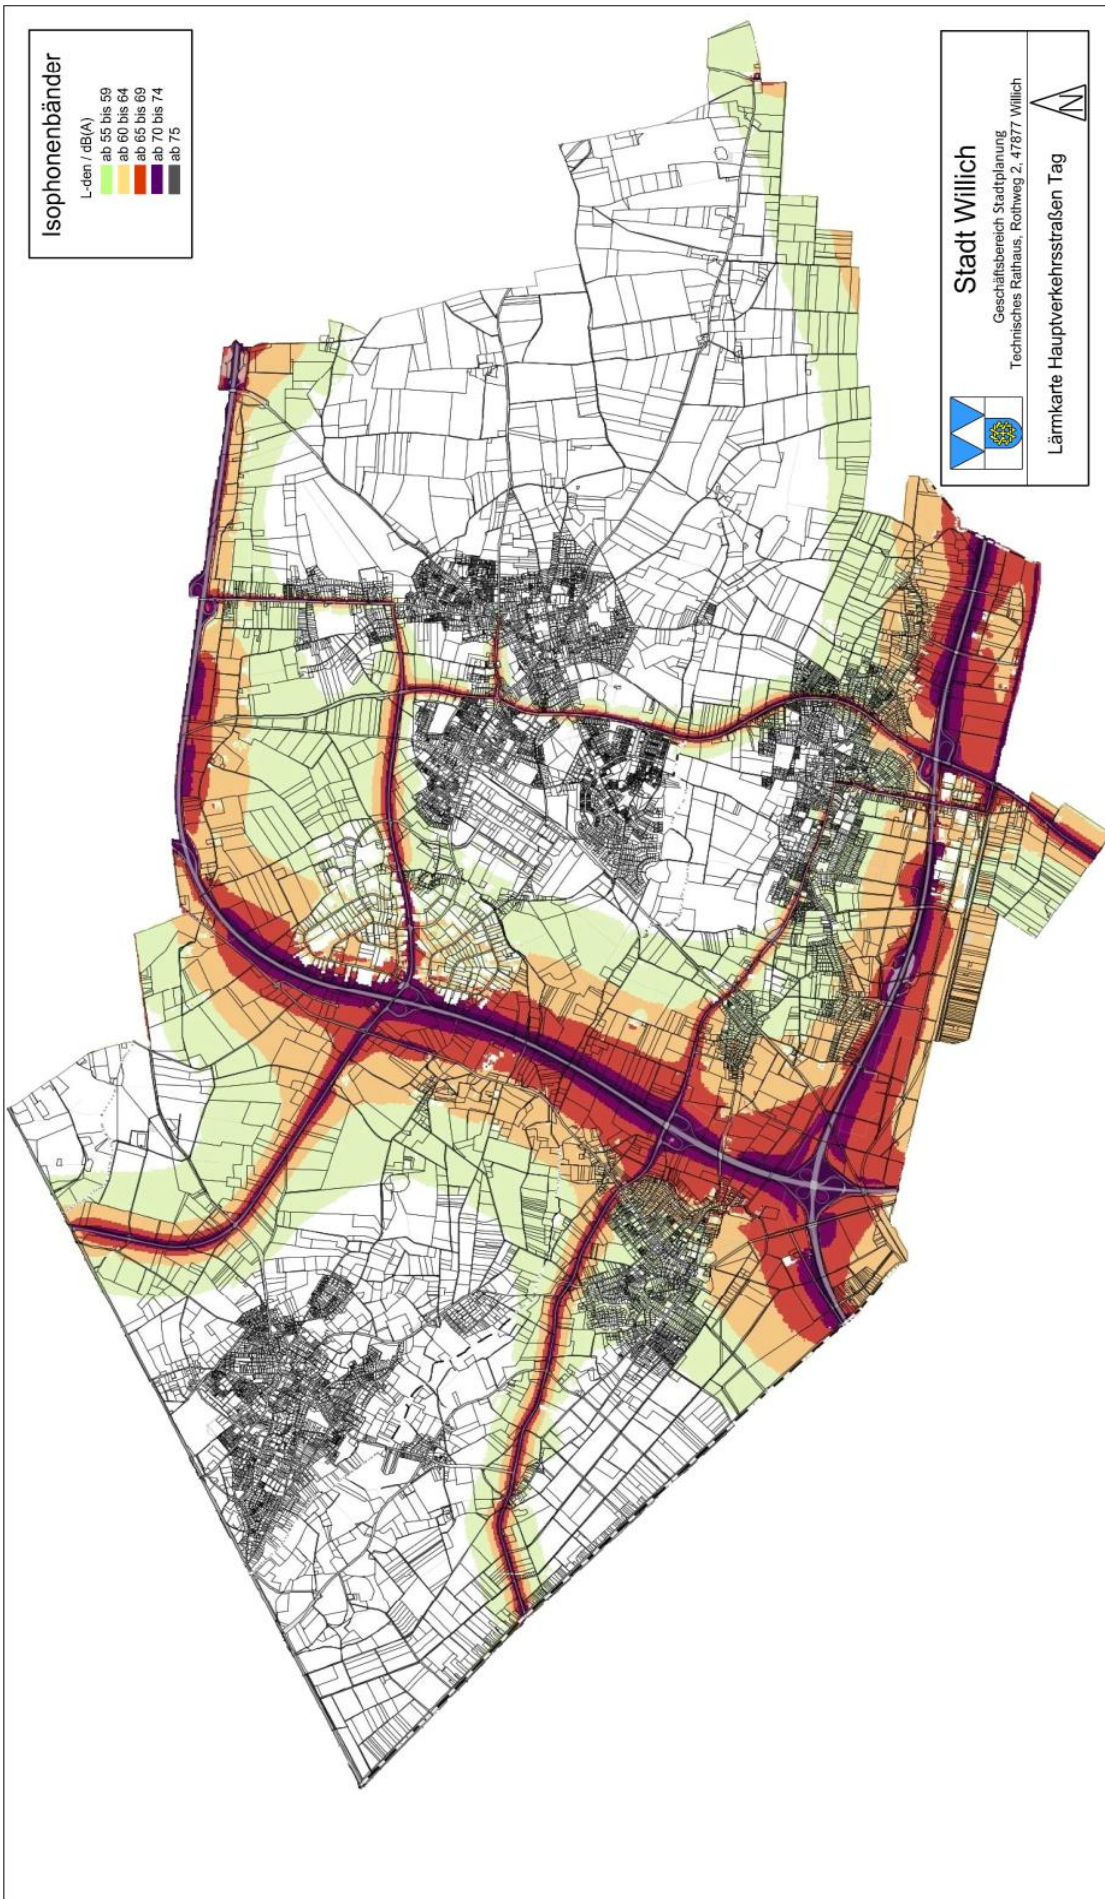 Isophonenbänder
L-den / dB(A)
ab 55 bis 59
ab 60 bis 64
ab 65 bis 69
ab 70 bis 74
ab 75
Stadt Willich
Geschäftsbereich Stadtplanung
Technisches Rathaus, Rothweg 2, 47877 Willich
Lärmkarte Hauptverkehrsstraßen Tag
N